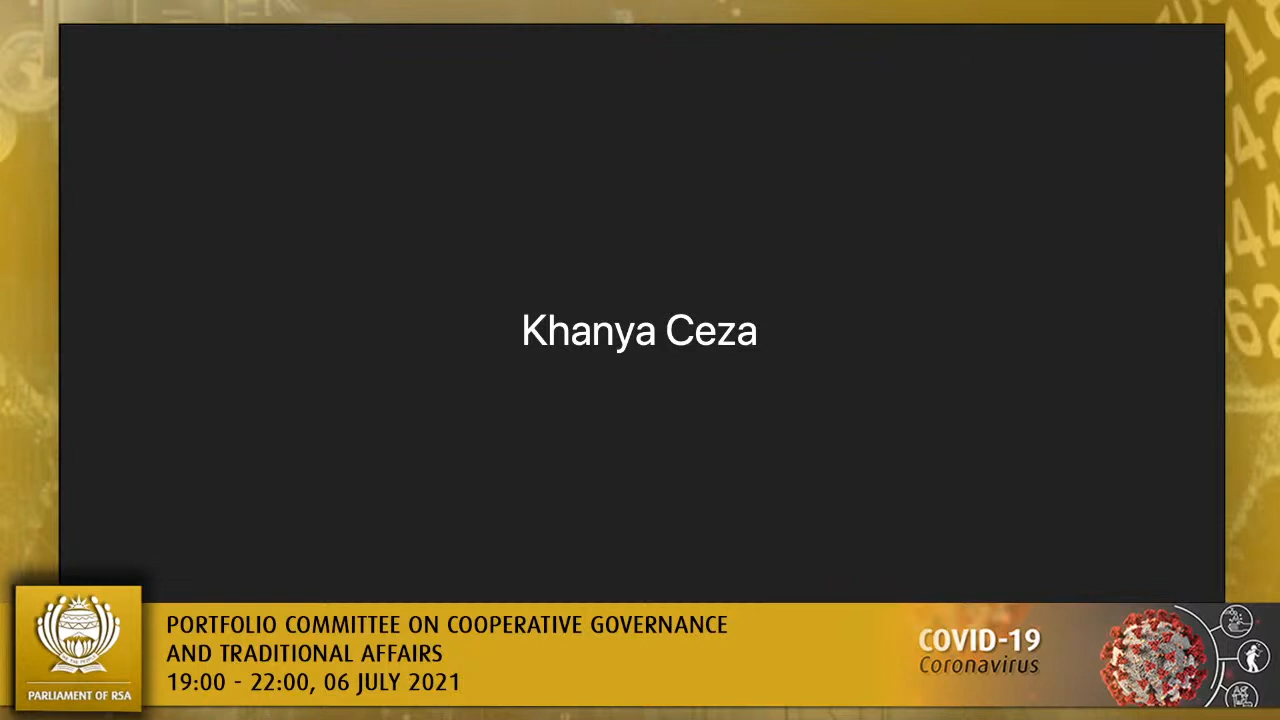 Khanya Ceza
PORTFOLIO COMMITTEE ON COOPERATIVE GOVERNANCE
AND TRADITIONAL AFFAIRS
19:00 - 22:00, 06 JULY 2021
PARLIAMENT OF RSA
COVID-19
Coronavirus